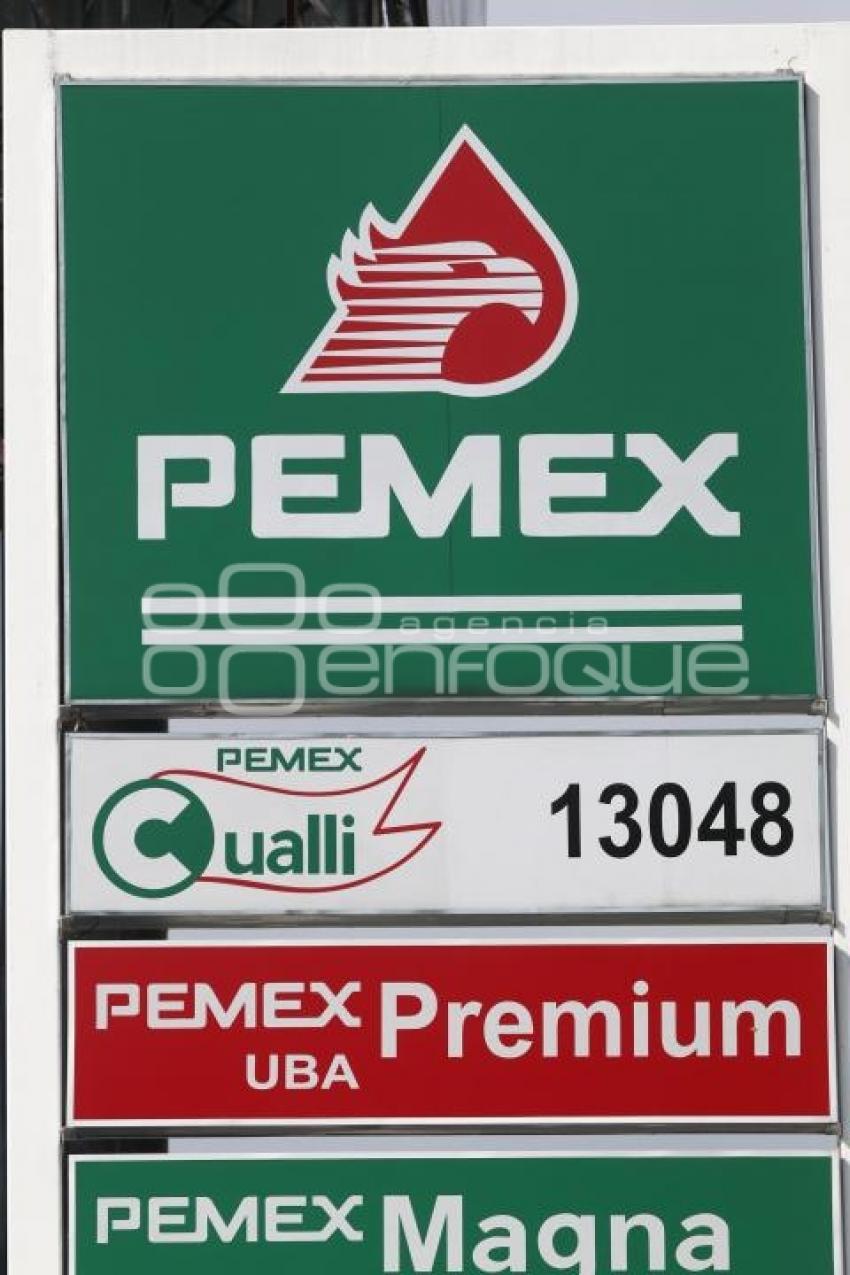 PEMEX
agencia
enfoque
PEMEX
Cualli 13048
PEMEX Premium
UBA
PEMEX Magna